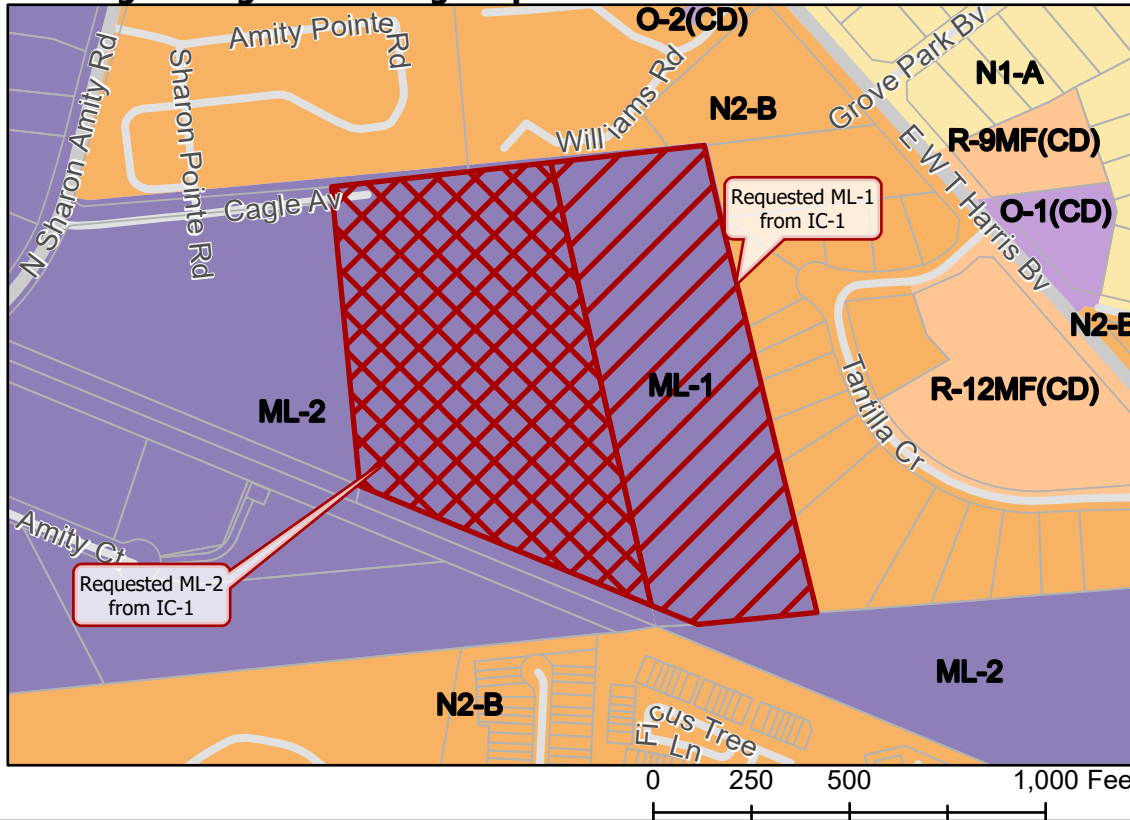 O-2(CD)
Amity Pointe Rd
N Sharon Amity Rd
Sharon Pointe Rd
Williams Rd
N2-B
Grove Park Bv
N1-A
R-9MF(CD)
E W T Harris Bv
O-1(CD)
Requested ML-1
from IC-1
Cagle Av
N2-B
ML-2
ML-1
R-12MF(CD)
Tantilla Cr
Amity Ct
Requested ML-2
from IC-1
ML-2
N2-B
Ficus Tree
Ln
0 250 500 1,000 Fee